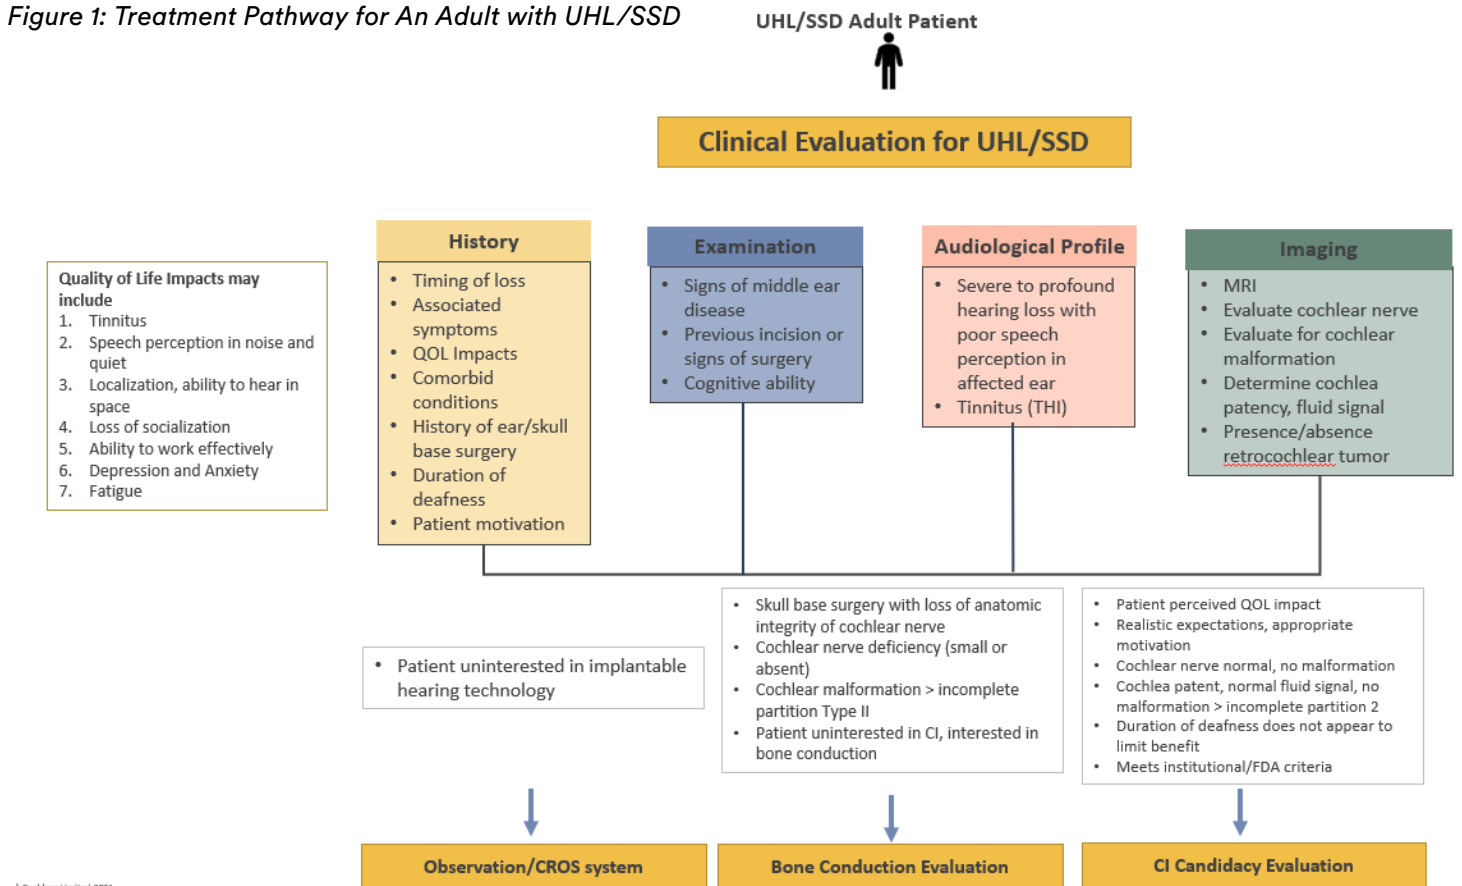 Figure 1: Treatment Pathway for An Adult with UHL/SSD
UHL/SSD Adult Patient
Clinical Evaluation for UHL/SSD
Quality of Life Impacts may
include
1. Tinnitus
2. Speech perception in noise and
quiet
3. Localization, ability to hear in
space
4. Loss of socialization
5. Ability to work effectively
6. Depression and Anxiety
7. Fatigue
History
• Timing of loss
• Associated
symptoms
• QOL Impacts
• Comorbid
conditions
• History of ear/skull
base surgery
• Duration of
deafness
• Patient motivation
Examination
• Signs of middle ear
disease
• Previous incision or
signs of surgery
• Cognitive ability
Audiological Profile
• Severe to profound
hearing loss with
poor speech
perception in
affected ear
• Tinnitus (THI)
Imaging
• MRI
• Evaluate cochlear nerve
• Evaluate for cochlear
malformation
• Determine cochlea
patency, fluid signal
• Presence/absence
retrocochlear tumor
• Patient uninterested in implantable
hearing technology
• Skull base surgery with loss of anatomic
integrity of cochlear nerve
• Cochlear nerve deficiency (small or
absent)
• Cochlear malformation > incomplete
partition Type II
• Patient uninterested in CI, interested in
bone conduction
• Patient perceived QOL impact
• Realistic expectations, appropriate
motivation
• Cochlear nerve normal, no malformation
• Cochlea patent, normal fluid signal, no
malformation > incomplete partition 2
• Duration of deafness does not appear to
limit benefit
• Meets institutional/FDA criteria
Observation/CROS system
Bone Conduction Evaluation
CI Candidacy Evaluation